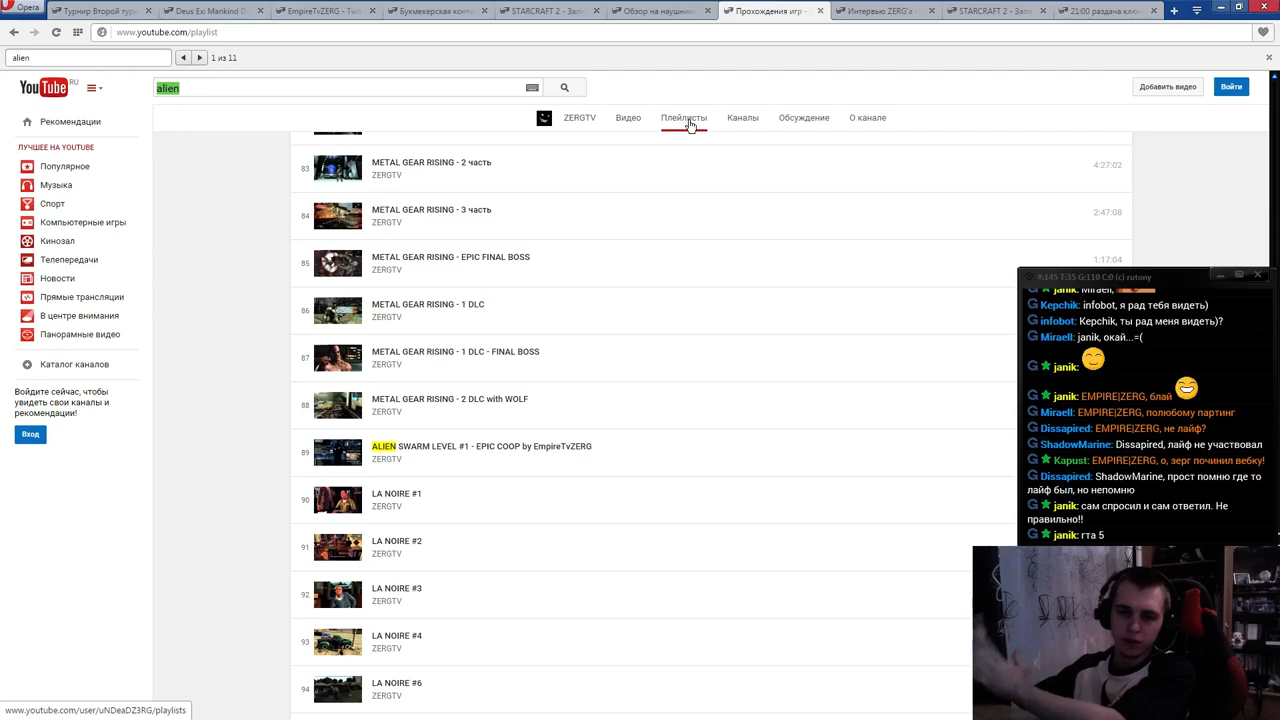 Opera
Турнир Второй турн
Deus Ex: Mankind D
EmpireTvZERG - Tw
Букмекерская конто
STARCRAFT 2 - Запи
Обзор на наушники
Прохождения игр -
Интервью ZERG'а -
STARCRAFT 2 - Запи
21:00 раздача ключ
www.youtube.com/playlist
alien
1 из 11
YouTube RU
alien
Добавить видео
Войти
ZERGTV
Видео
Плейлисты
Каналы
Обсуждение
О канале
Рекомендации
ЛУЧШЕЕ НА YOUTUBE
Популярное
Музыка
Спорт
Компьютерные игры
Кинозал
Телепередачи
Новости
Прямые трансляции
В центре внимания
Панорамные видео
Каталог каналов
Войдите сейчас, чтобы
увидеть свои каналы и
рекомендации!
Вход
83 METAL GEAR RISING - 2 часть 4:27:02
ZERGTV
84 METAL GEAR RISING - 3 часть 2:47:08
ZERGTV
85 METAL GEAR RISING - EPIC FINAL BOSS 1:17:04
ZERGTV
86 METAL GEAR RISING - 1 DLC
ZERGTV
87 METAL GEAR RISING - 1 DLC - FINAL BOSS
ZERGTV
88 METAL GEAR RISING - 2 DLC with WOLF
ZERGTV
89 ALIEN SWARM LEVEL #1 - EPIC COOP by EmpireTvZERG
ZERGTV
90 LA NOIRE #1
ZERGTV
91 LA NOIRE #2
ZERGTV
92 LA NOIRE #3
ZERGTV
93 LA NOIRE #4
ZERGTV
94 LA NOIRE #6
ZERGTV
#:145 T:35 G:110 C:0 (c) rutony
janik: Miraell,
Kepchik: infobot, я рад тебя видеть)
infobot: Kepchik, ты рад меня видеть)?
Miraell: janik, окай...=(
janik:
janik: EMPIRE|ZERG, блай
Miraell: EMPIRE|ZERG, полюбому партинг
Dissapired: EMPIRE|ZERG, не лайф?
ShadowMarine: Dissapired, лайф не участвовал
Kapust: EMPIRE|ZERG, о, зерг починил вебку!
Dissapired: ShadowMarine, прост помню где то
лайф был, но непомню
janik: сам спросил и сам ответил. Не
правильно!!
janik: гта 5
www.youtube.com/user/uNDeaDZ3RG/playlists